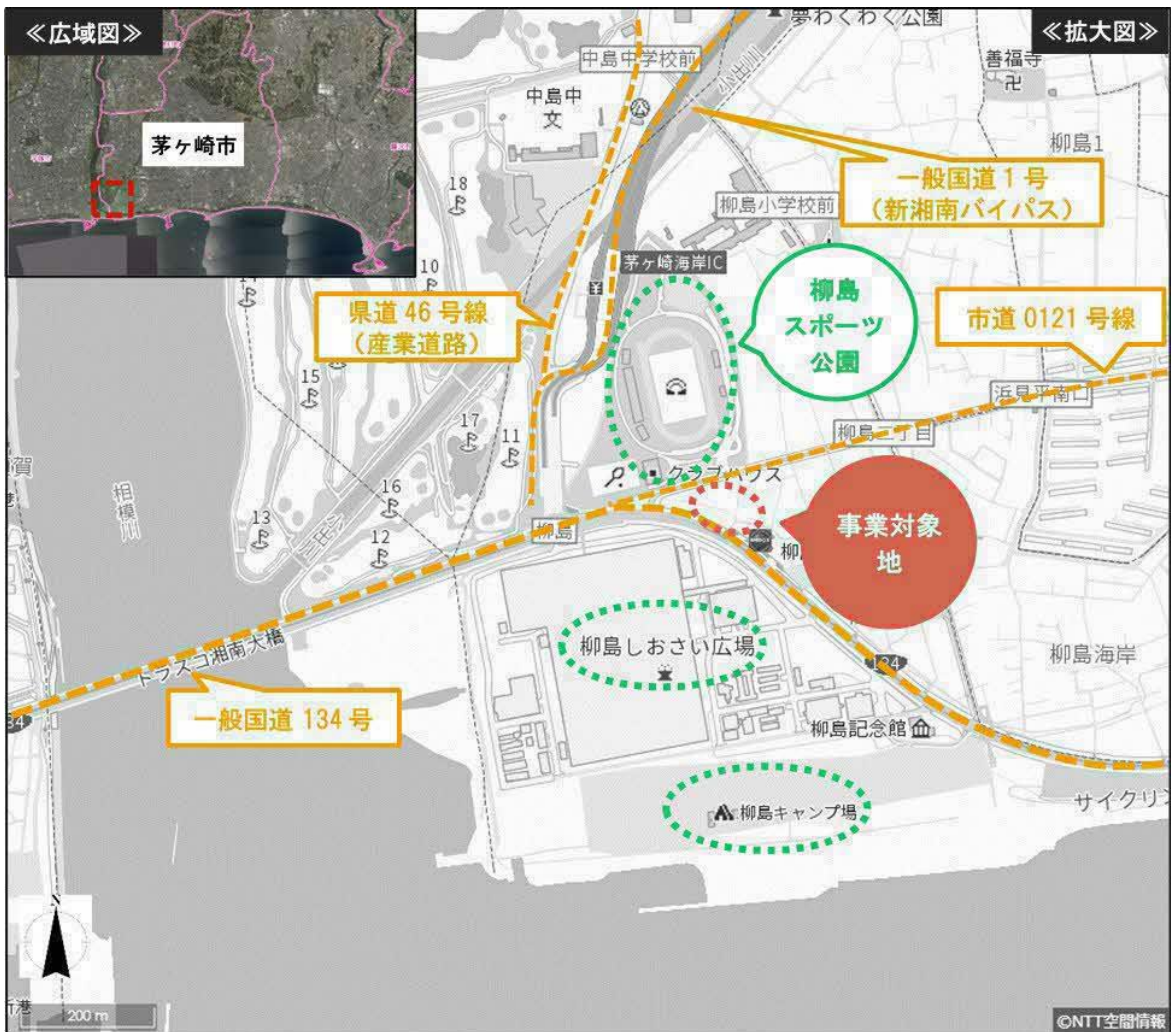 ≪広域図≫
茅ヶ崎市
≪拡大図≫
夢わくわく公園
中島中学校前
小出川
善福寺
中島中
文
柳島1
一般国道1号
(新湘南バイパス)
18
柳島小学校前
茅ヶ崎海岸IC
10
14
県道46号線
(産業道路)
柳島
スポーツ
公園
市道0121号線
15
浜見平南口
17
11
柳島二丁目
クラブハウス
相模川
16
13
12
柳島
事業対象
地
トラスコ湘南大橋
柳島しおさい広場
134
柳島海岸
一般国道134号
柳島記念館
柳島キャンプ場
サイクリン
N
200 m
©NTT空間情報